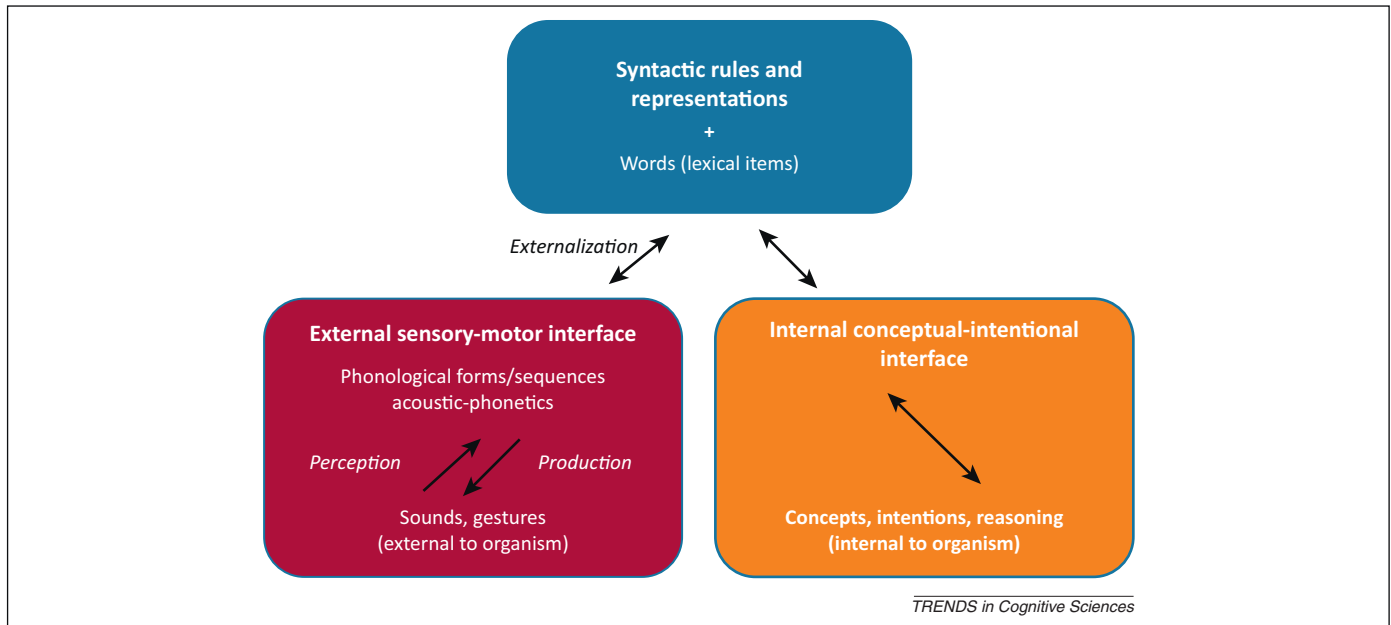 Syntactic rules and
representations
+
Words (lexical items)
Externalization
External sensory-motor interface
Phonological forms/sequences
acoustic-phonetics
Perception
Production
Sounds, gestures
(external to organism)
Internal conceptual-intentional
interface
Concepts, intentions, reasoning
(internal to organism)
TRENDS in Cognitive Sciences